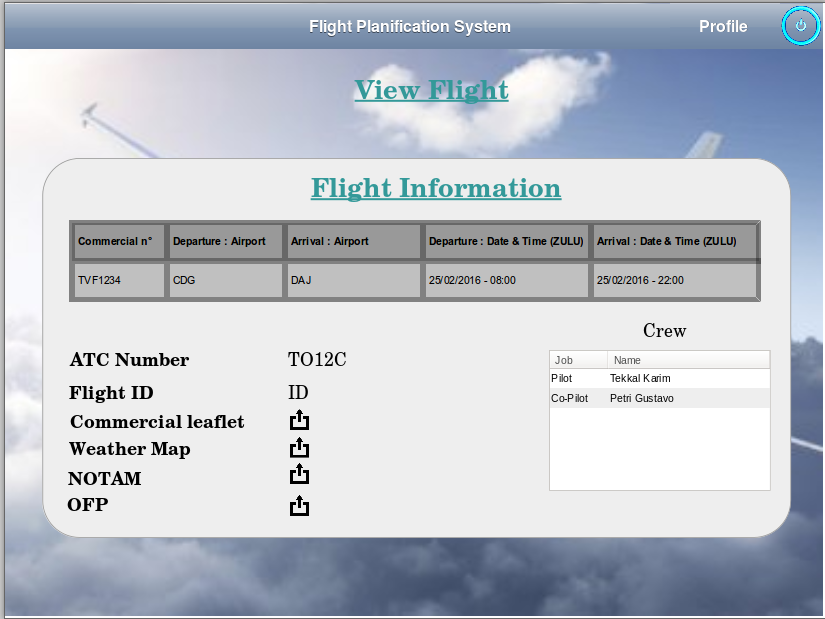 Flight Planification System Profile
View Flight
Flight Information
Commercial n° Departure : Airport Arrival : Airport Departure : Date & Time (ZULU) Arrival : Date & Time (ZULU)
TVF1234 CDG DAJ 25/02/2016 - 08:00 25/02/2016 - 22:00
Crew
ATC Number TO12C
Job Name
Pilot Tekkal Karim
Flight ID ID
Co-Pilot Petri Gustavo
Commercial leaflet
Weather Map
NOTAM
OFP